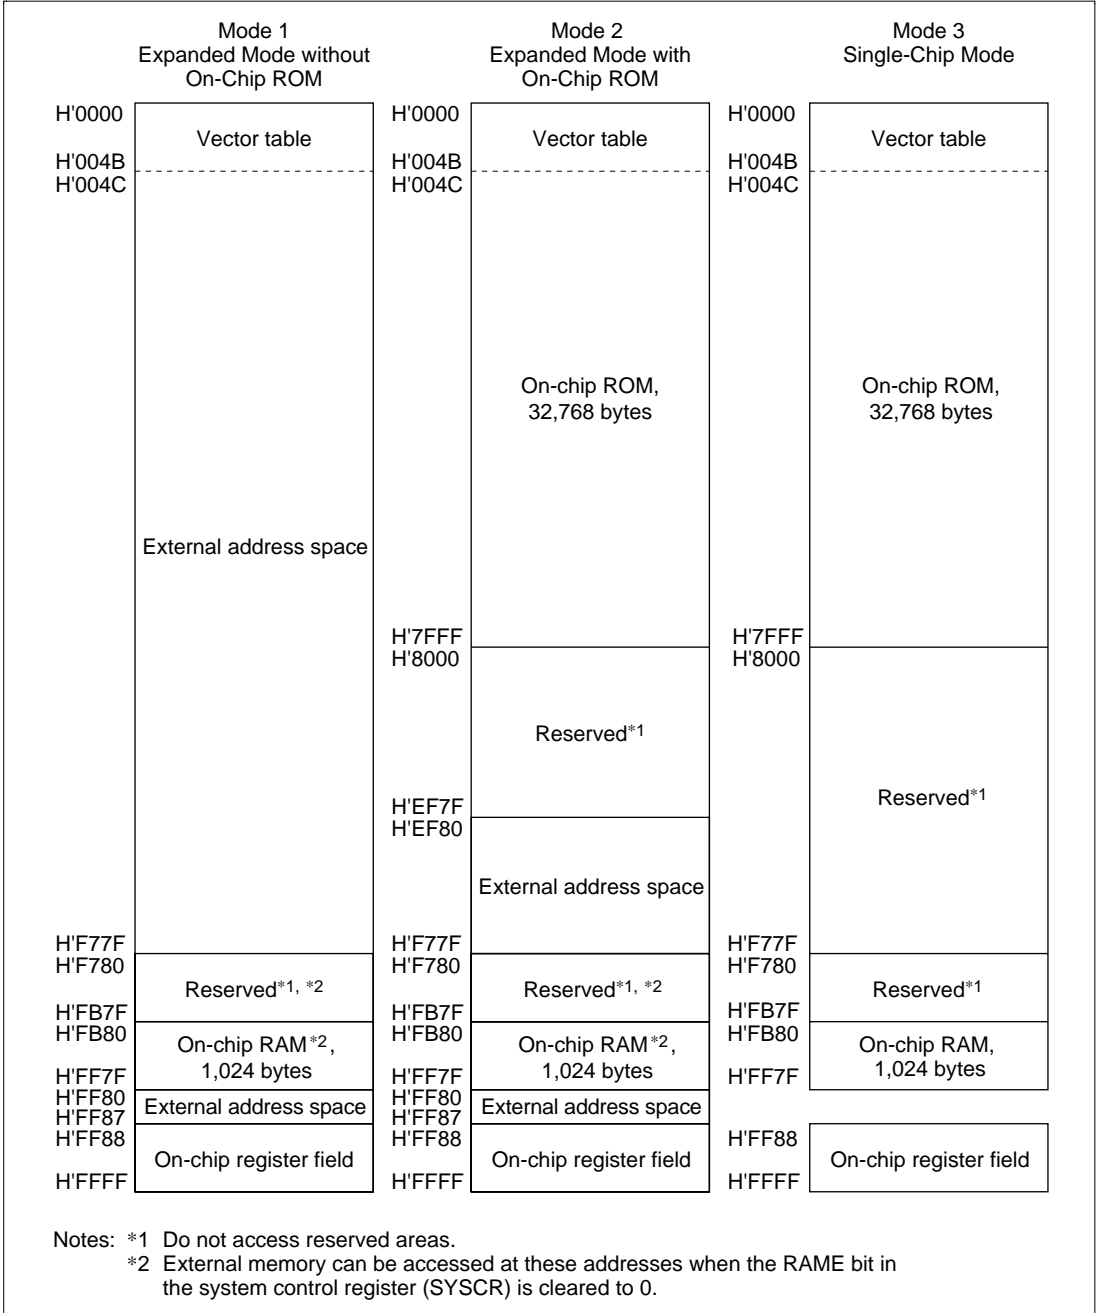 Mode 1
Expanded Mode without
On-Chip ROM
H'0000
Vector table
H'004B
H'004C
External address space
H'F77F
H'F780
Reserved*1, *2
H'FB7F
H'FB80
On-chip RAM*2,
1,024 bytes
H'FF7F
H'FF80
External address space
H'FF87
H'FF88
On-chip register field
H'FFFF
Mode 2
Expanded Mode with
On-Chip ROM
H'0000
Vector table
H'004B
H'004C
On-chip ROM,
32,768 bytes
H'7FFF
H'8000
Reserved*1
H'EF7F
H'EF80
External address space
H'F77F
H'F780
Reserved*1, *2
H'FB7F
H'FB80
On-chip RAM*2,
1,024 bytes
H'FF7F
H'FF80
External address space
H'FF87
H'FF88
On-chip register field
H'FFFF
Mode 3
Single-Chip Mode
H'0000
Vector table
H'004B
H'004C
On-chip ROM,
32,768 bytes
H'7FFF
H'8000
Reserved*1
H'F77F
H'F780
Reserved*1
H'FB7F
H'FB80
On-chip RAM,
1,024 bytes
H'FF7F
H'FF88
On-chip register field
H'FFFF
Notes: *1 Do not access reserved areas.
*2 External memory can be accessed at these addresses when the RAME bit in
the system control register (SYSCR) is cleared to 0.